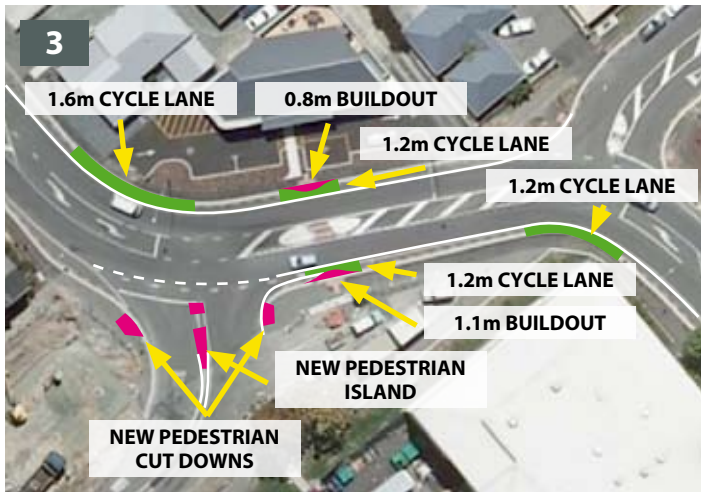 3
1.6m CYCLE LANE
0.8m BUILDOUT
1.2m CYCLE LANE
1.2m CYCLE LANE
1.2m CYCLE LANE
1.1m BUILDOUT
NEW PEDESTRIAN
ISLAND
NEW PEDESTRIAN
CUT DOWNS